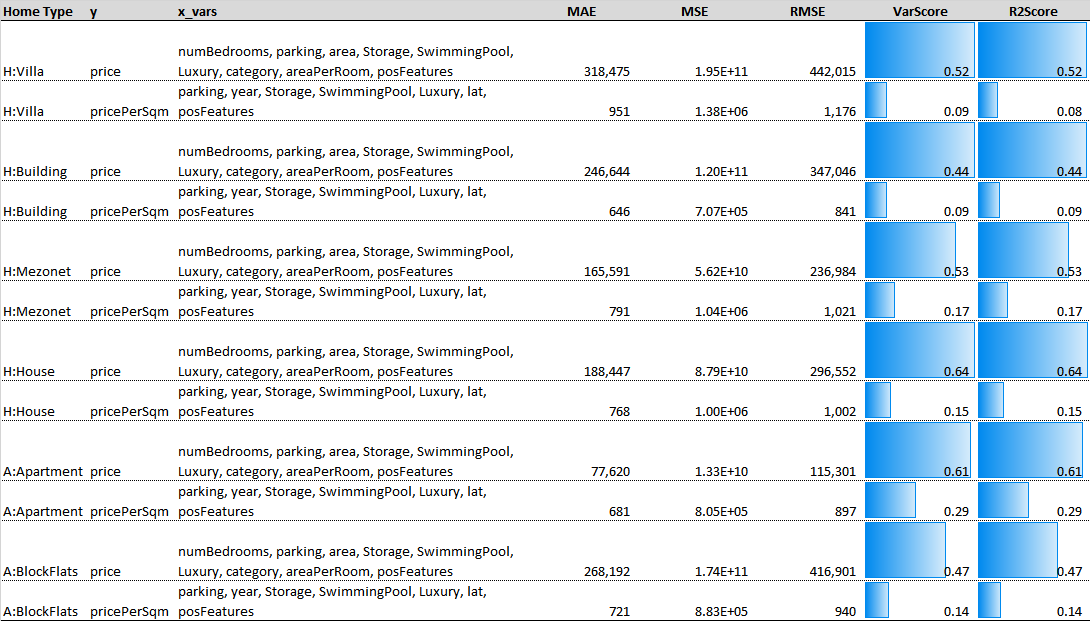 Home Type y x_vars MAE MSE RMSE VarScore R2Score
numBedrooms, parking, area, Storage, SwimmingPool,
H:Villa price Luxury, category, areaPerRoom, posFeatures 318,475 1.95E+11 442,015 0.52 0.52
parking, year, Storage, SwimmingPool, Luxury, lat,
H:Villa pricePerSqm posFeatures 951 1.38E+06 1,176 0.09 0.08
numBedrooms, parking, area, Storage, SwimmingPool,
H:Building price Luxury, category, areaPerRoom, posFeatures 246,644 1.20E+11 347,046 0.44 0.44
parking, year, Storage, SwimmingPool, Luxury, lat,
H:Building pricePerSqm posFeatures 646 7.07E+05 841 0.09 0.09
numBedrooms, parking, area, Storage, SwimmingPool,
H:Mezonet price Luxury, category, areaPerRoom, posFeatures 165,591 5.62E+10 236,984 0.53 0.53
parking, year, Storage, SwimmingPool, Luxury, lat,
H:Mezonet pricePerSqm posFeatures 791 1.04E+06 1,021 0.17 0.17
numBedrooms, parking, area, Storage, SwimmingPool,
H:House price Luxury, category, areaPerRoom, posFeatures 188,447 8.79E+10 296,552 0.64 0.64
parking, year, Storage, SwimmingPool, Luxury, lat,
H:House pricePerSqm posFeatures 768 1.00E+06 1,002 0.15 0.15
numBedrooms, parking, area, Storage, SwimmingPool,
A:Apartment price Luxury, category, areaPerRoom, posFeatures 77,620 1.33E+10 115,301 0.61 0.61
parking, year, Storage, SwimmingPool, Luxury, lat,
A:Apartment pricePerSqm posFeatures 681 8.05E+05 897 0.29 0.29
numBedrooms, parking, area, Storage, SwimmingPool,
A:BlockFlats price Luxury, category, areaPerRoom, posFeatures 268,192 1.74E+11 416,901 0.47 0.47
parking, year, Storage, SwimmingPool, Luxury, lat,
A:BlockFlats pricePerSqm posFeatures 721 8.83E+05 940 0.14 0.14